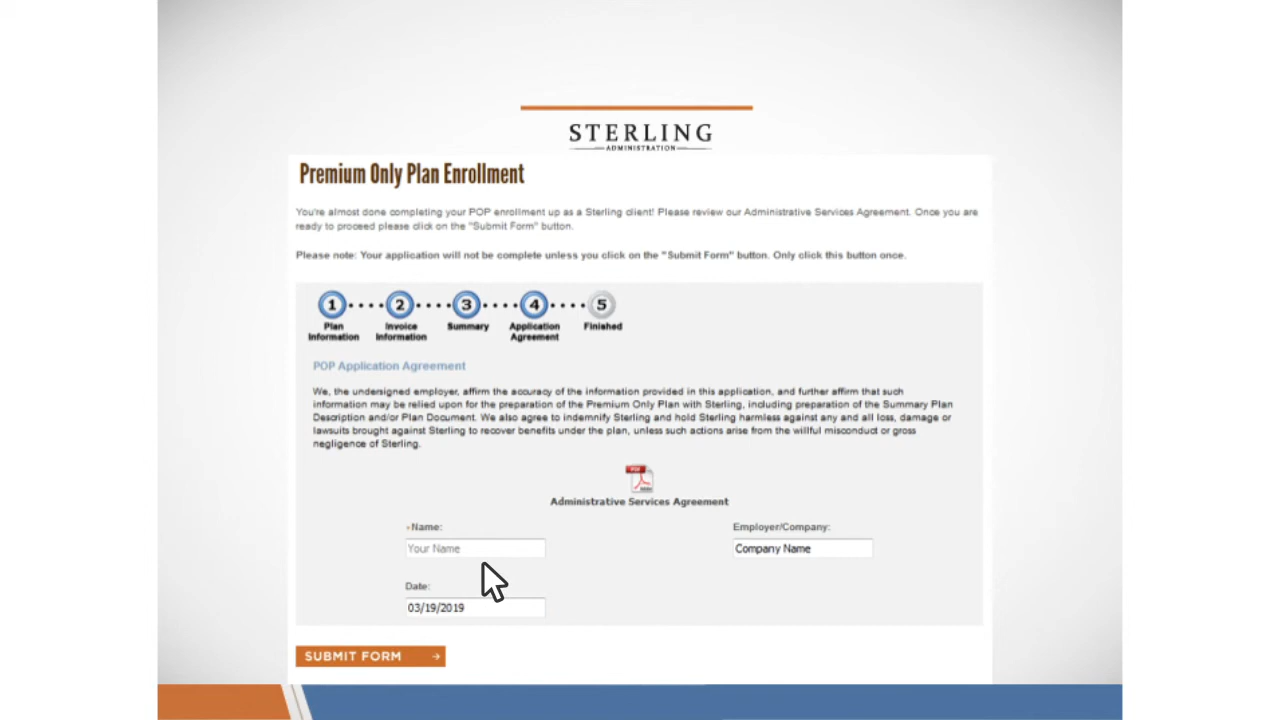 STERLING
ADMINISTRATION
Premium Only Plan Enrollment
You're almost done completing your POP enrollment up as a Sterling client! Please review our Administrative Services Agreement. Once you are
ready to proceed please click on the "Submit Form" button.
Please note: Your application will not be complete unless you click on the "Submit Form" button. Only click this button once.
1 2 3 4 5
Plan Information
Invoice Information
Summary
Application Agreement
Finished
POP Application Agreement
We, the undersigned employer, affirm the accuracy of the information provided in this application, and further affirm that such
information may be relied upon for the preparation of the Premium Only Plan with Sterling, including preparation of the Summary Plan
Description and/or Plan Document. We also agree to indemnify Sterling and hold Sterling harmless against any and all loss, damage or
lawsuits brought against Sterling to recover benefits under the plan, unless such actions arise from the willful misconduct or gross
negligence of Sterling.
PDF
Administrative Services Agreement
*Name:
Employer/Company:
Your Name
Company Name
Date:
03/19/2019
SUBMIT FORM →